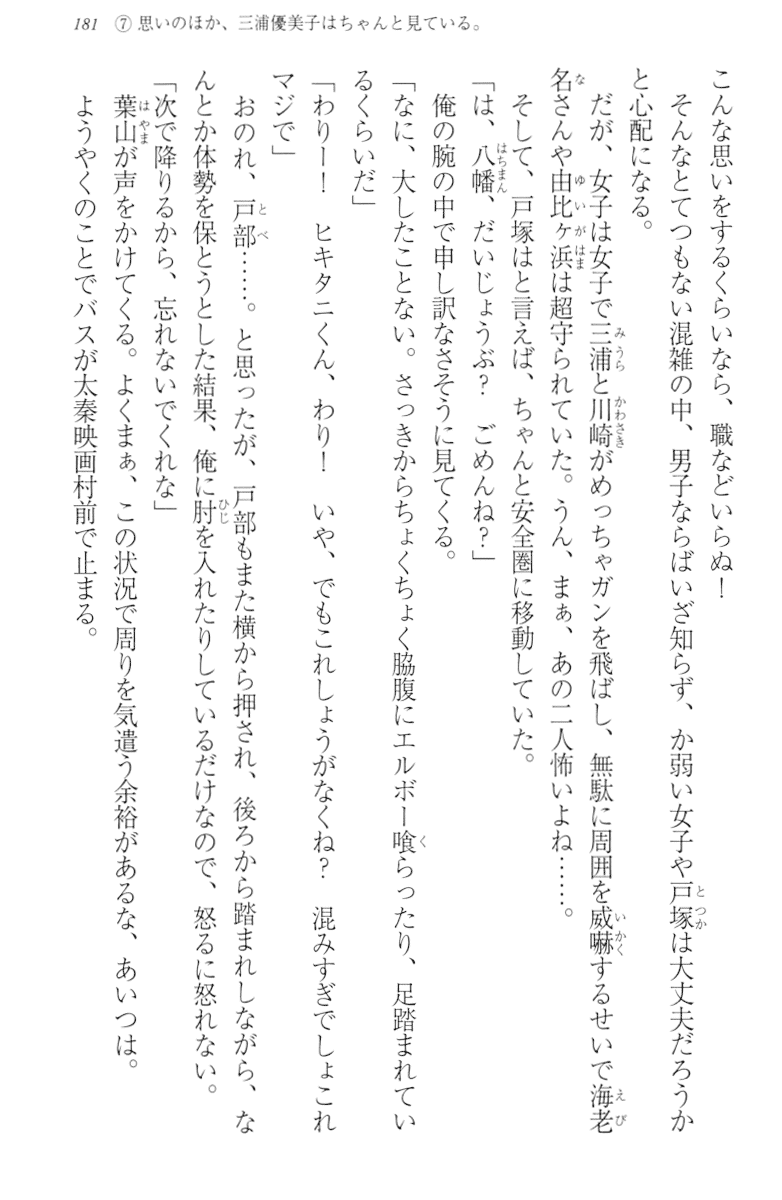 181 ⑦ 思いのほか、三浦優美子はちゃんと見ている。
こんな思いをするくらいなら、職などいらぬ！
そんなとてつもない混雑の中、男子ならばいざ知らず、か弱い女子や戸塚は大丈夫だろうか
と心配になる。
だが、女子は女子で三浦と川崎がめっちゃガンを飛ばし、無駄に周囲を威嚇するせいで海老
名さんや由比ヶ浜は超守られていた。うん、まぁ、あの二人怖いよね……。
そして、戸塚はと言えば、ちゃんと安全圏に移動していた。
「は、八幡、だいじょうぶ？　ごめんね？」
俺の腕の中で申し訳なさそうに見てくる。
「なに、大したことない。さっきからちょくちょく脇腹にエルボー喰らったり、足踏まれてい
るくらいだ」
「わりー！　ヒキタニくん、わり！　いや、でもこれしょうがなくね？　混みすぎでしょこれ
マジで」
おのれ、戸部……。と思ったが、戸部もまた横から押され、後ろから踏まれしながら、な
んとか体勢を保とうとした結果、俺に肘を入れたりしているだけなので、怒るに怒れない。
「次で降りるから、忘れないでくれな」
葉山が声をかけてくる。よくまぁ、この状況で周りを気遣う余裕があるな、あいつは。
ようやくのことでバスが太秦映画村前で止まる。